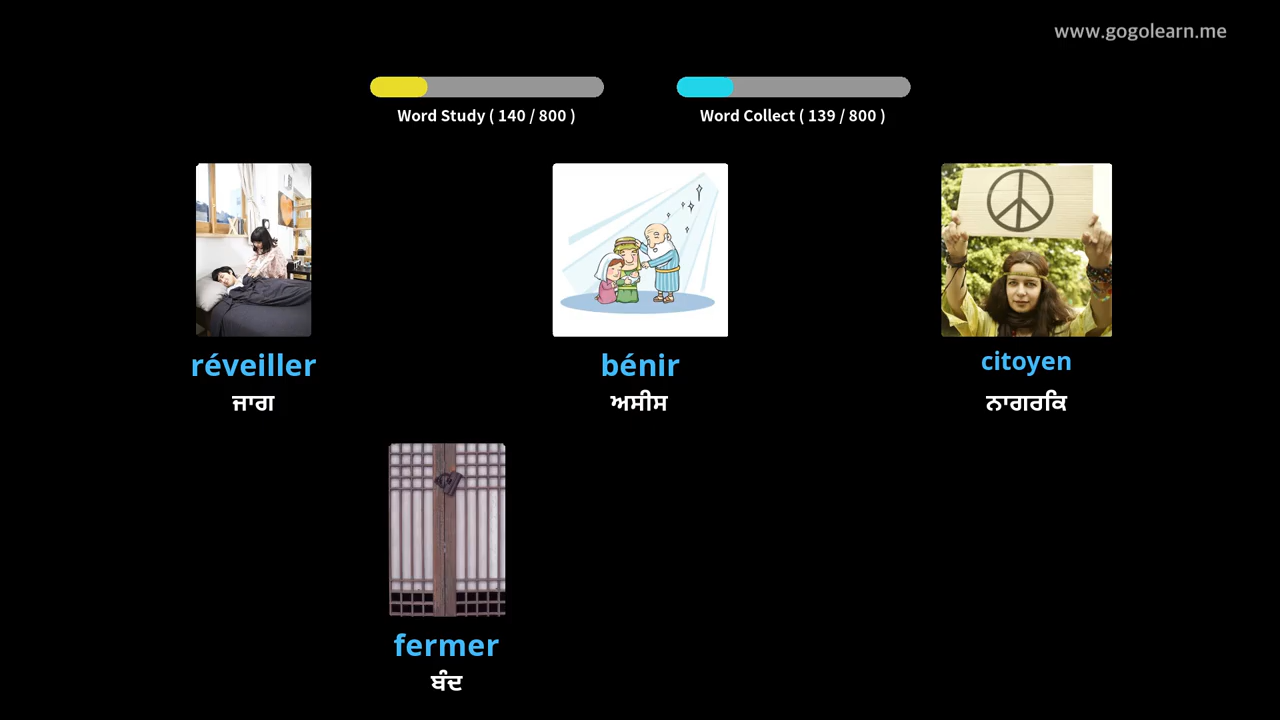 www.gogolearn.me
Word Study ( 140 / 800 )
Word Collect ( 139 / 800 )
réveiller
ਜਾਗ
bénir
ਅਸੀਸ
citoyen
ਨਾਗਰਕਿ
fermer
ਬੰਦ